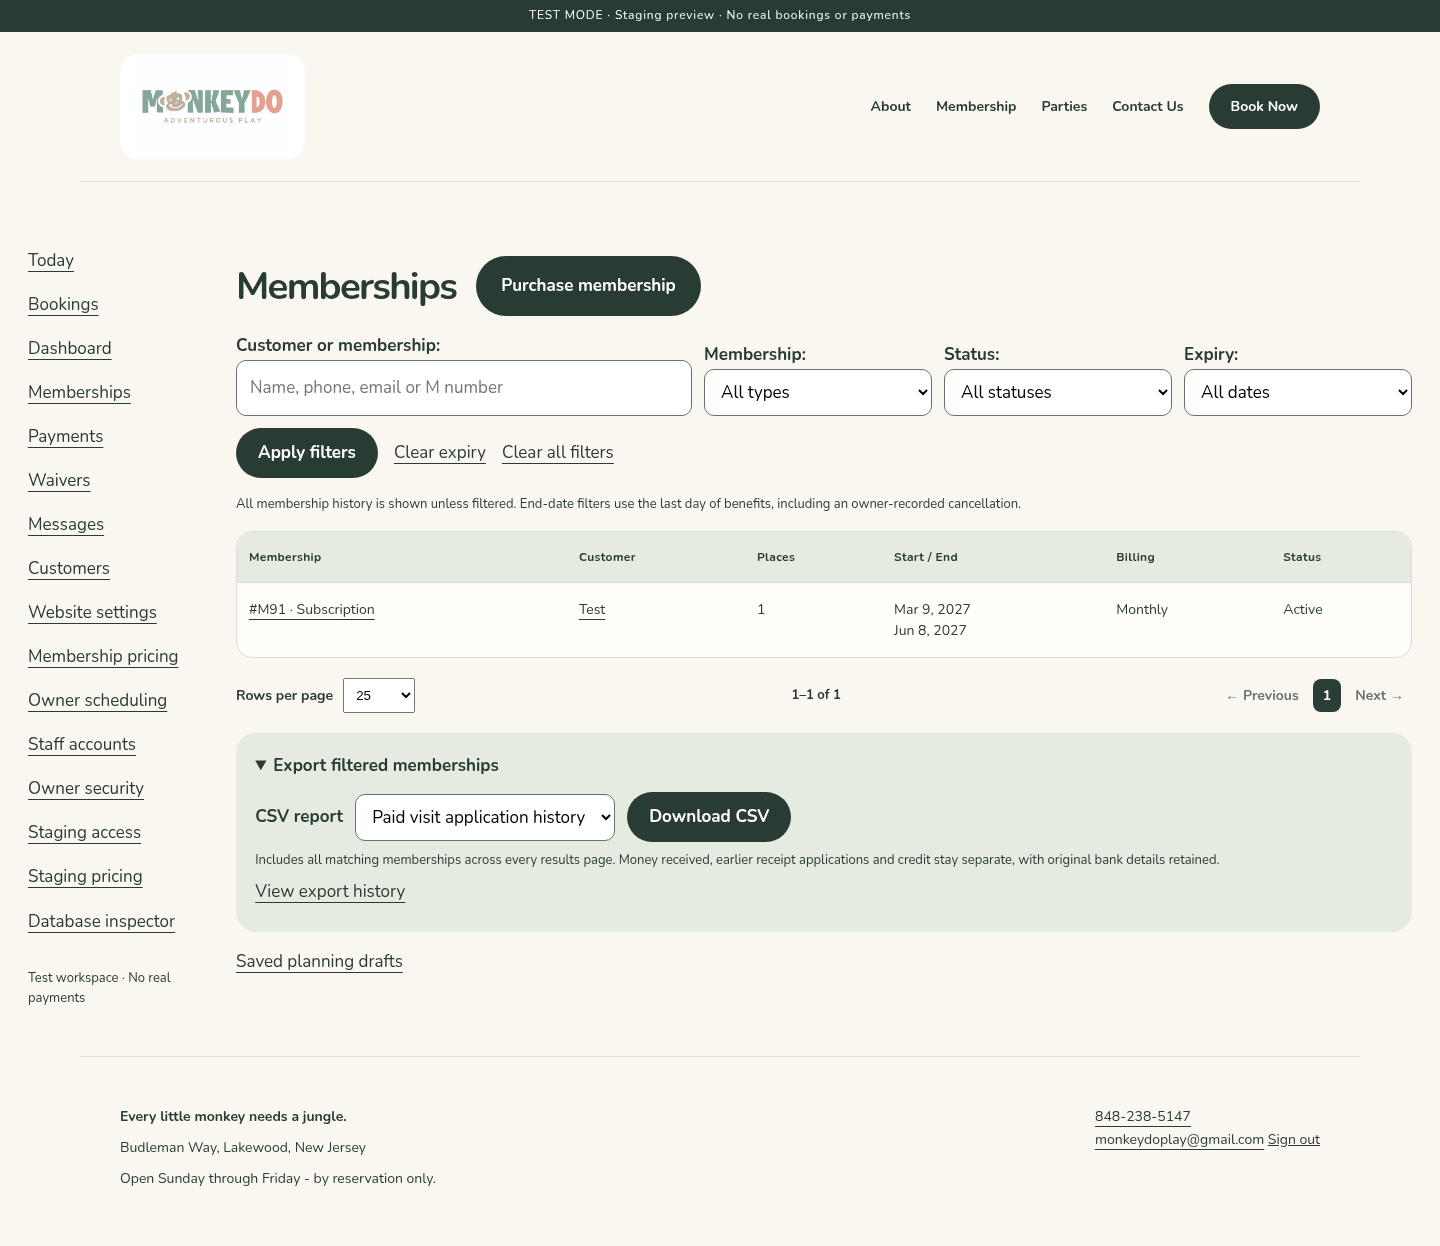 TEST MODE · Staging preview · No real bookings or payments
MONKEYDO
ADVENTUROUS PLAY
About Membership Parties Contact Us Book Now
Today
Bookings
Dashboard
Memberships
Payments
Waivers
Messages
Customers
Website settings
Membership pricing
Owner scheduling
Staff accounts
Owner security
Staging access
Staging pricing
Database inspector
Test workspace · No real
payments
Memberships Purchase membership
Customer or membership: Membership: Status: Expiry:
Name, phone, email or M number All types All statuses All dates
Apply filters Clear expiry Clear all filters
All membership history is shown unless filtered. End-date filters use the last day of benefits, including an owner-recorded cancellation.
Membership Customer Places Start / End Billing Status
#M91 · Subscription Test 1 Mar 9, 2027 Monthly Active
Jun 8, 2027
Rows per page 25 1–1 of 1 ← Previous 1 Next →
▼ Export filtered memberships
CSV report Paid visit application history Download CSV
Includes all matching memberships across every results page. Money received, earlier receipt applications and credit stay separate, with original bank details retained.
View export history
Saved planning drafts
Every little monkey needs a jungle.
Budleman Way, Lakewood, New Jersey
Open Sunday through Friday - by reservation only.
848-238-5147
monkeydoplay@gmail.com Sign out